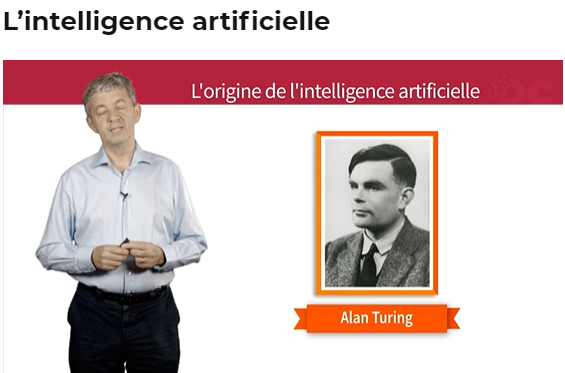 L’intelligence artificielle
L'origine de l'intelligence artificielle
Alan Turing